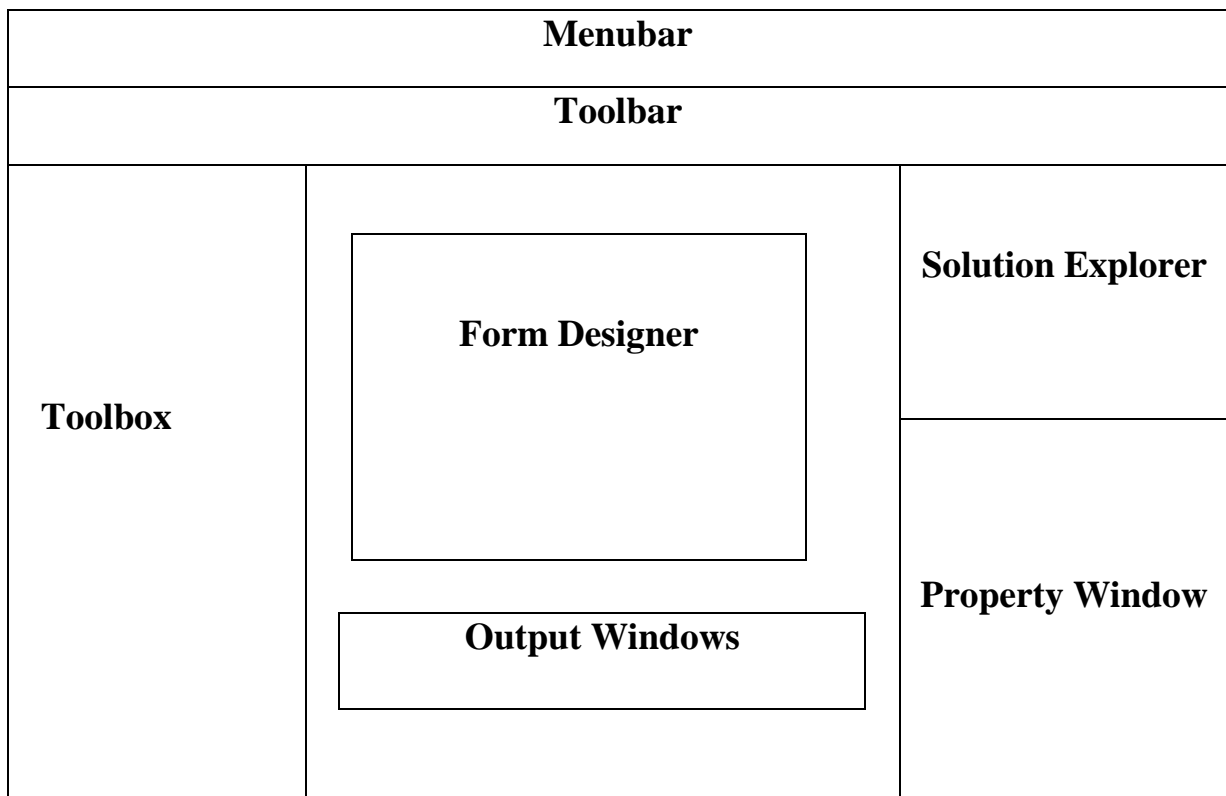 Menubar
Toolbar
Toolbox
Form Designer
Output Windows
Solution Explorer
Property Window